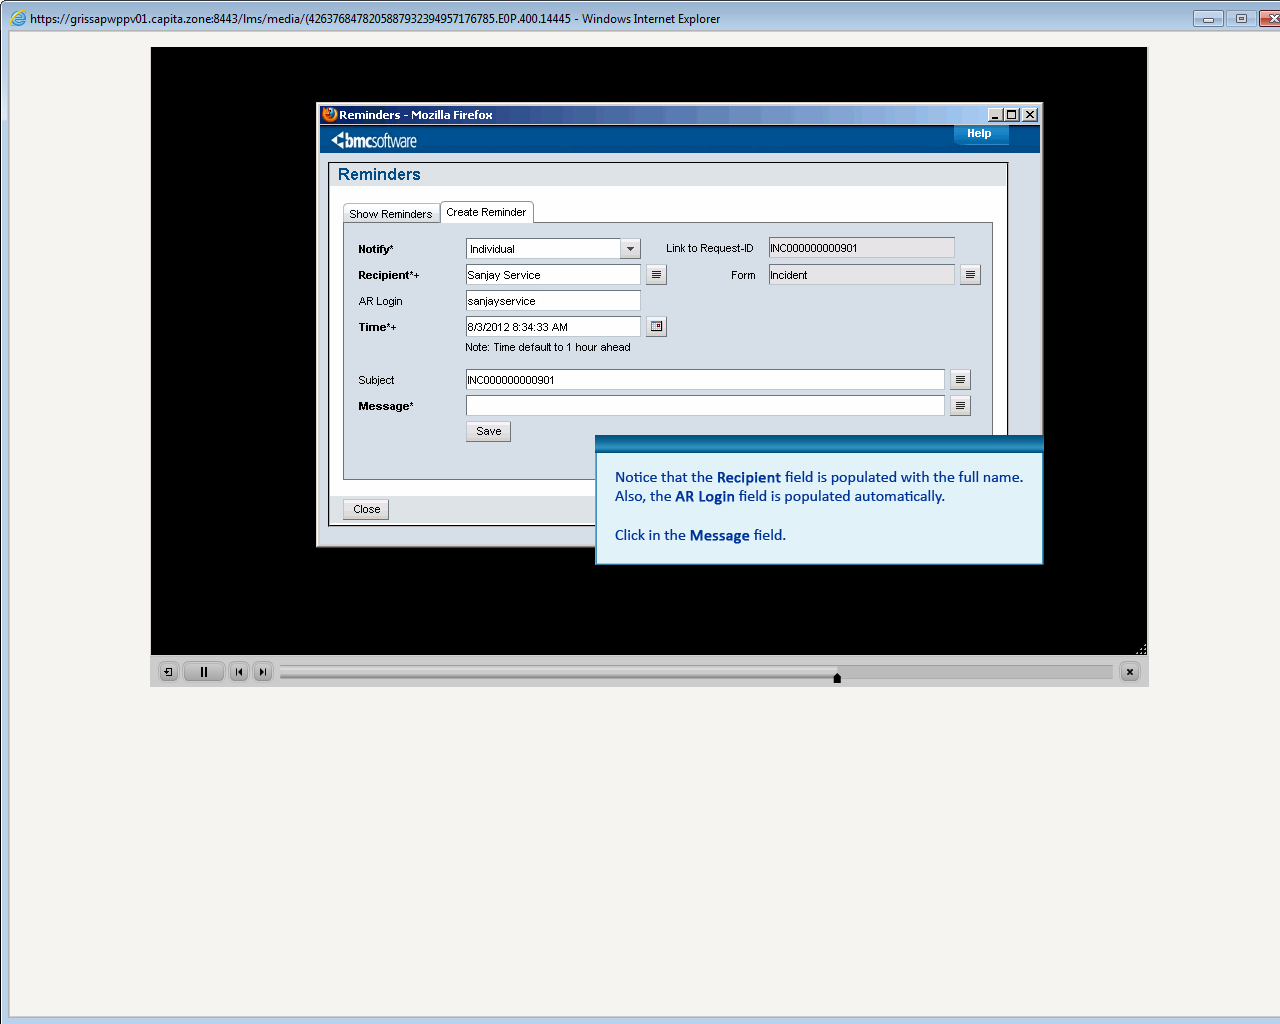 https://grissapwppv01.capita.zone:8443/lms/media/(4263768478205887932394957176785.E0P.400.14445 - Windows Internet Explorer
Reminders - Mozilla Firefox
bmcsoftware
Help
Reminders
Show Reminders
Create Reminder
Notify*
Individual
Link to Request-ID
INC000000000901
Recipient*+
Sanjay Service
Form
Incident
AR Login
sanjayservice
Time*+
8/3/2012 8:34:33 AM
Note: Time default to 1 hour ahead
Subject
INC000000000901
Message*
Save
Notice that the Recipient field is populated with the full name.
Also, the AR Login field is populated automatically.
Click in the Message field.
Close